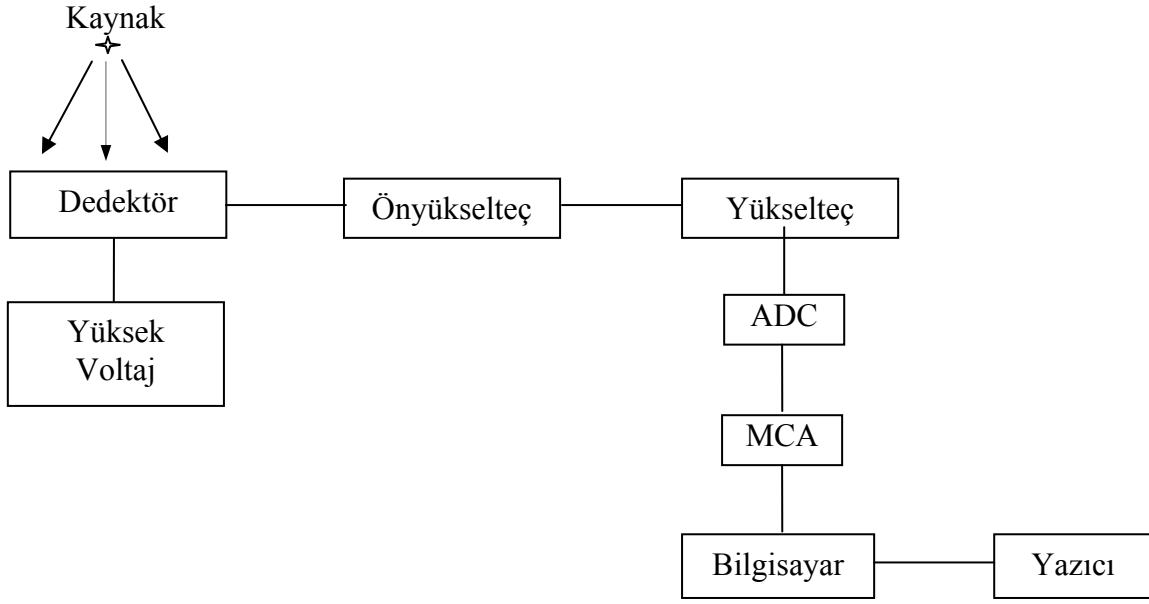 Kaynak
Dedektör
Önyükselteç
Yükselteç
Yüksek
Voltaj
ADC
MCA
Bilgisayar
Yazıcı